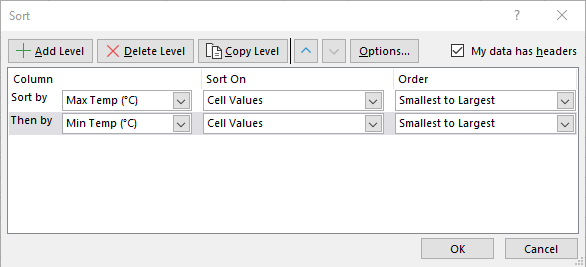 Sort ?
Add Level Delete Level Copy Level Options... My data has headers
Column Sort On Order
Sort by Max Temp (°C) Cell Values Smallest to Largest
Then by Min Temp (°C) Cell Values Smallest to Largest
OK Cancel